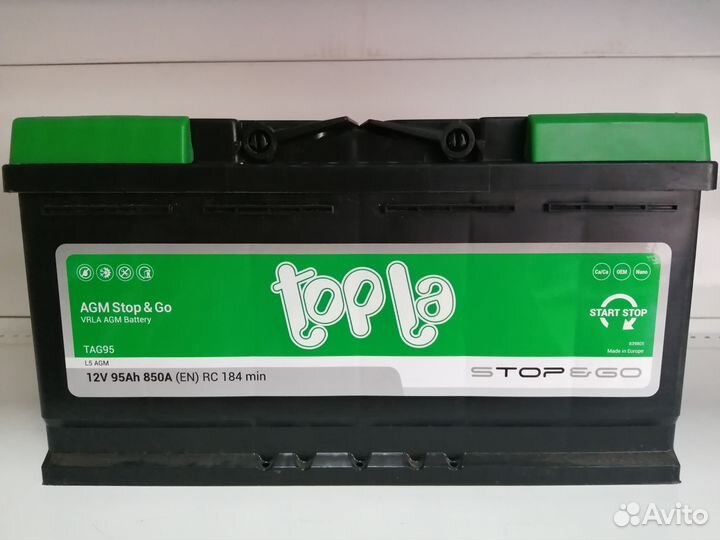 AGM Stop & Go
VRLA AGM Battery
TAG95
L5 AGM
12V 95Ah 850A (EN) RC 184 min
topla
Ca/Ca OEM Nano
START STOP
Made in Europe
STOP&GO
Avito